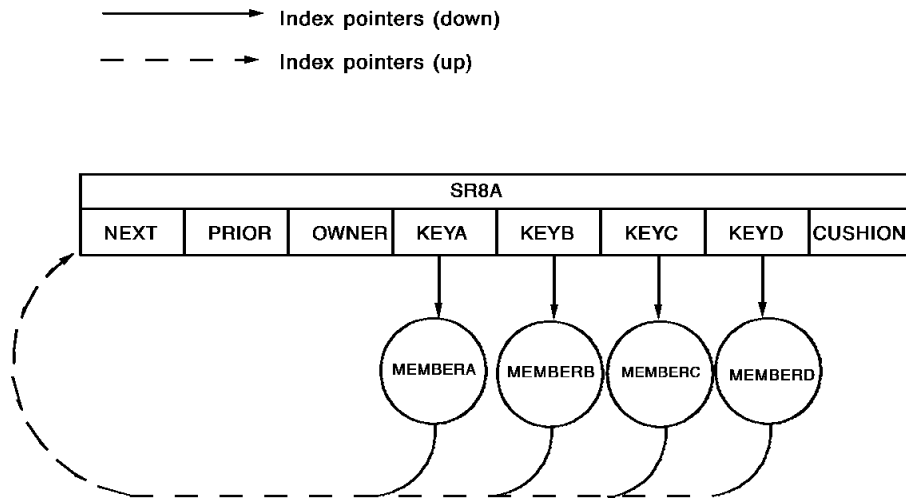 Index pointers (down)
Index pointers (up)
SR8A
NEXT PRIOR OWNER KEYA KEYB KEYC KEYD CUSHION
MEMBERA MEMBERB MEMBERC MEMBERD